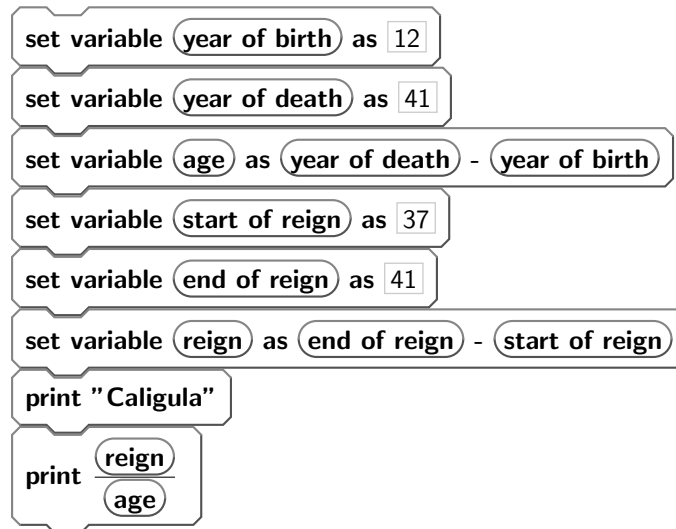 set variable year of birth as 12
set variable year of death as 41
set variable age as year of death - year of birth
set variable start of reign as 37
set variable end of reign as 41
set variable reign as end of reign - start of reign
print ”Caligula”
print reign
age